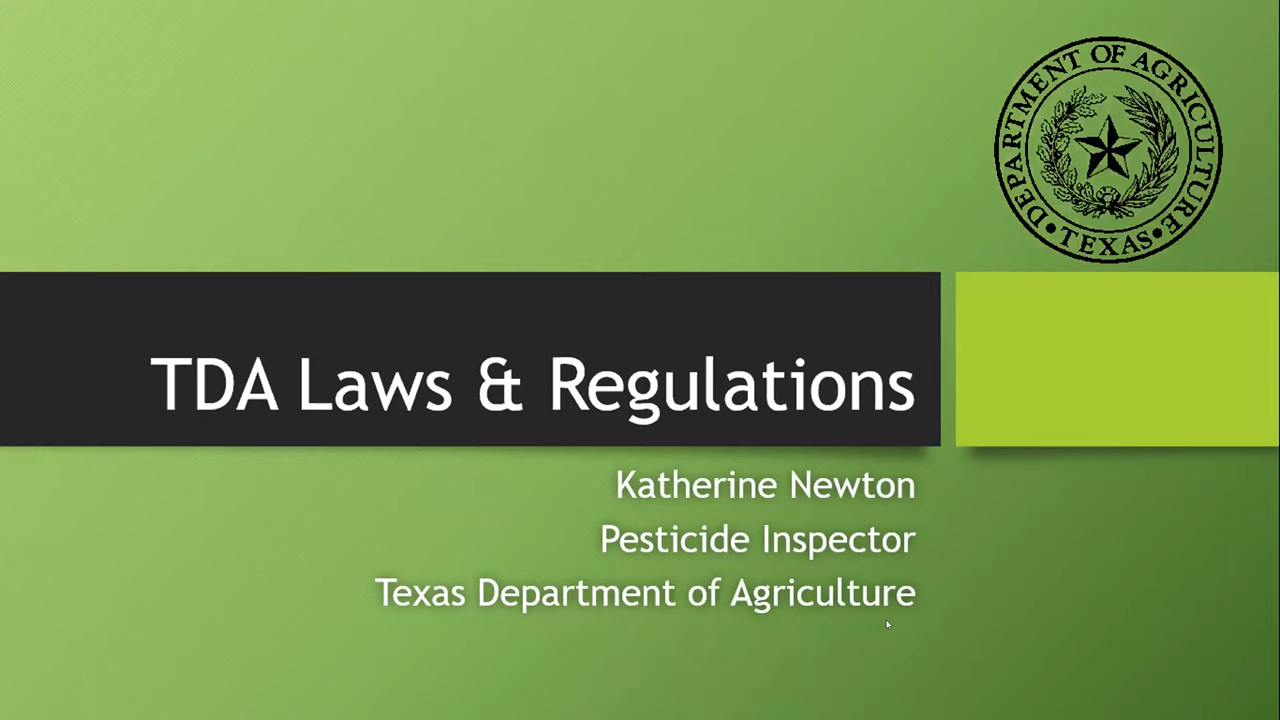 DEPARTMENT OF AGRICULTURE
•TEXAS•
TDA Laws & Regulations
Katherine Newton
Pesticide Inspector
Texas Department of Agriculture